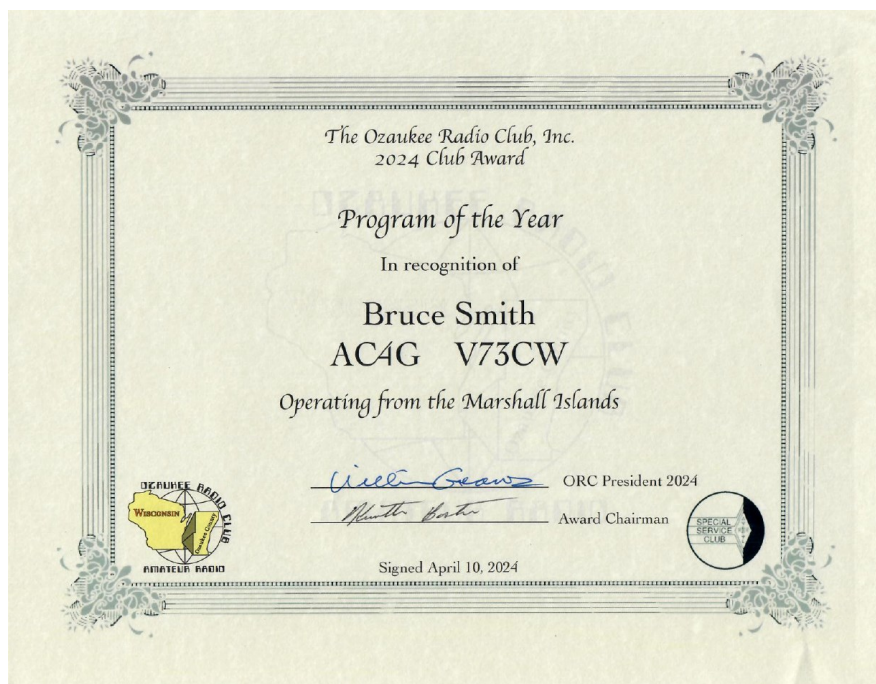 The Ozaukee Radio Club, Inc.
2024 Club Award
Program of the Year
In recognition of
Bruce Smith
AC4G V73CW
Operating from the Marshall Islands
ORC President 2024
Award Chairman
Signed April 10, 2024
OZAUKEE RADIO CLUB
WISCONSIN
Ozaukee County
AMATEUR RADIO
SPECIAL
SERVICE
CLUB